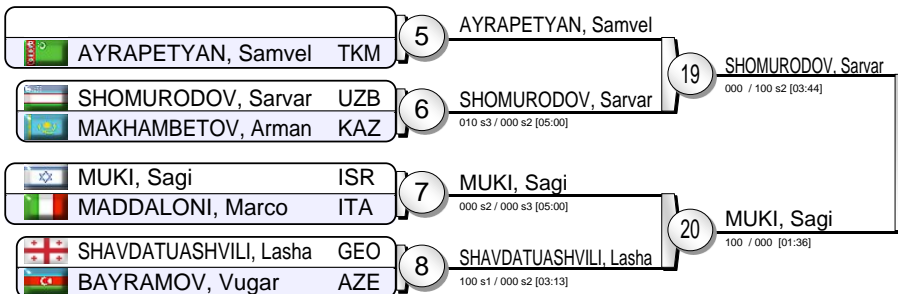 AYRAPETYAN, Samvel TKM
5
AYRAPETYAN, Samvel
SHOMURODOV, Sarvar UZB
MAKHAMBETOV, Arman KAZ
6
SHOMURODOV, Sarvar
010 s3 / 000 s2 [05:00]
19
SHOMURODOV, Sarvar
000 / 100 s2 [03:44]
MUKI, Sagi ISR
MADDALONI, Marco ITA
7
MUKI, Sagi
000 s2 / 000 s3 [05:00]
SHAVDATUASHVILI, Lasha GEO
BAYRAMOV, Vugar AZE
8
SHAVDATUASHVILI, Lasha
100 s1 / 000 s2 [03:13]
20
MUKI, Sagi
100 / 000 [01:36]